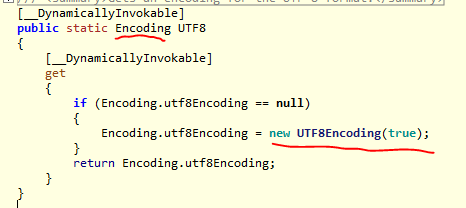 /// <summary>Gets an encoding for the UTF-8 format.</summary>
[__DynamicallyInvokable]
public static Encoding UTF8
{
[__DynamicallyInvokable]
get
{
if (Encoding.utf8Encoding == null)
{
Encoding.utf8Encoding = new UTF8Encoding(true);
}
return Encoding.utf8Encoding;
}
}